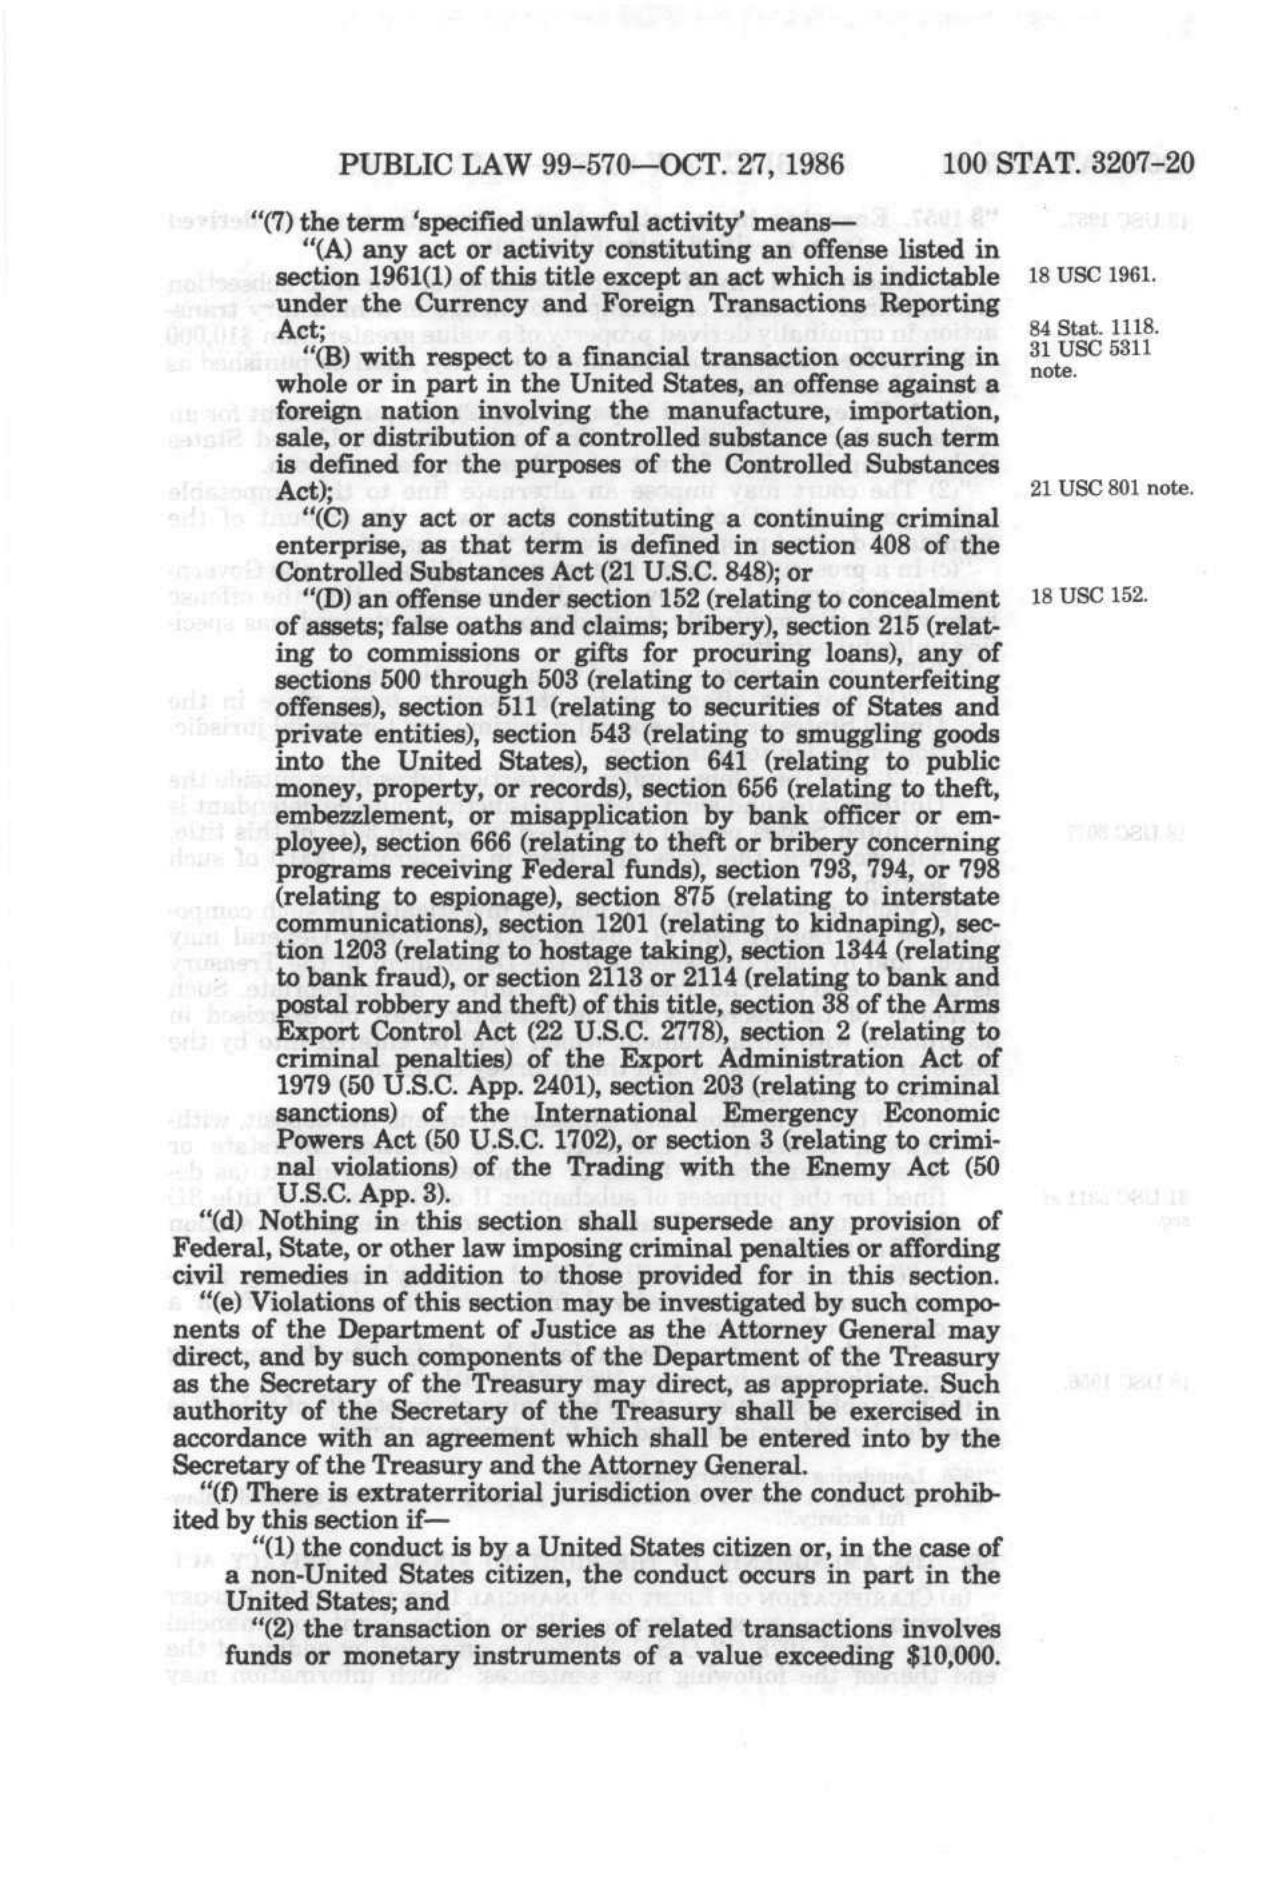 PUBLIC LAW 99-570—OCT. 27, 1986 100 STAT. 3207-20
"(7) the term 'specified unlawful activity' means—
"(A) any act or activity constituting an offense listed in
section 1961(1) of this title except an act which is indictable
under the Currency and Foreign Transactions Reporting
Act;
"(B) with respect to a financial transaction occurring in
whole or in part in the United States, an offense against a
foreign nation involving the manufacture, importation,
sale, or distribution of a controlled substance (as such term
is defined for the purposes of the Controlled Substances
Act);
"(C) any act or acts constituting a continuing criminal
enterprise, as that term is defined in section 408 of the
Controlled Substances Act (21 U.S.C. 848); or
"(D) an offense under section 152 (relating to concealment
of assets; false oaths and claims; bribery), section 215 (relat-
ing to commissions or gifts for procuring loans), any of
sections 500 through 503 (relating to certain counterfeiting
offenses), section 511 (relating to securities of States and
private entities), section 543 (relating to smuggling goods
into the United States), section 641 (relating to public
money, property, or records), section 656 (relating to theft,
embezzlement, or misapplication by bank officer or em-
ployee), section 666 (relating to theft or bribery concerning
programs receiving Federal funds), section 793, 794, or 798
(relating to espionage), section 875 (relating to interstate
communications), section 1201 (relating to kidnaping), sec-
tion 1203 (relating to hostage taking), section 1344 (relating
to bank fraud), or section 2113 or 2114 (relating to bank and
postal robbery and theft) of this title, section 38 of the Arms
Export Control Act (22 U.S.C. 2778), section 2 (relating to
criminal penalties) of the Export Administration Act of
1979 (50 U.S.C. App. 2401), section 203 (relating to criminal
sanctions) of the International Emergency Economic
Powers Act (50 U.S.C. 1702), or section 3 (relating to crimi-
nal violations) of the Trading with the Enemy Act (50
U.S.C. App. 3).
"(d) Nothing in this section shall supersede any provision of
Federal, State, or other law imposing criminal penalties or affording
civil remedies in addition to those provided for in this section.
"(e) Violations of this section may be investigated by such compo-
nents of the Department of Justice as the Attorney General may
direct, and by such components of the Department of the Treasury
as the Secretary of the Treasury may direct, as appropriate. Such
authority of the Secretary of the Treasury shall be exercised in
accordance with an agreement which shall be entered into by the
Secretary of the Treasury and the Attorney General.
"(f) There is extraterritorial jurisdiction over the conduct prohib-
ited by this section if—
"(1) the conduct is by a United States citizen or, in the case of
a non-United States citizen, the conduct occurs in part in the
United States; and
"(2) the transaction or series of related transactions involves
funds or monetary instruments of a value exceeding $10,000.
18 USC 1961.
84 Stat. 1118.
31 USC 5311
note.
21 USC 801 note.
18 USC 152.